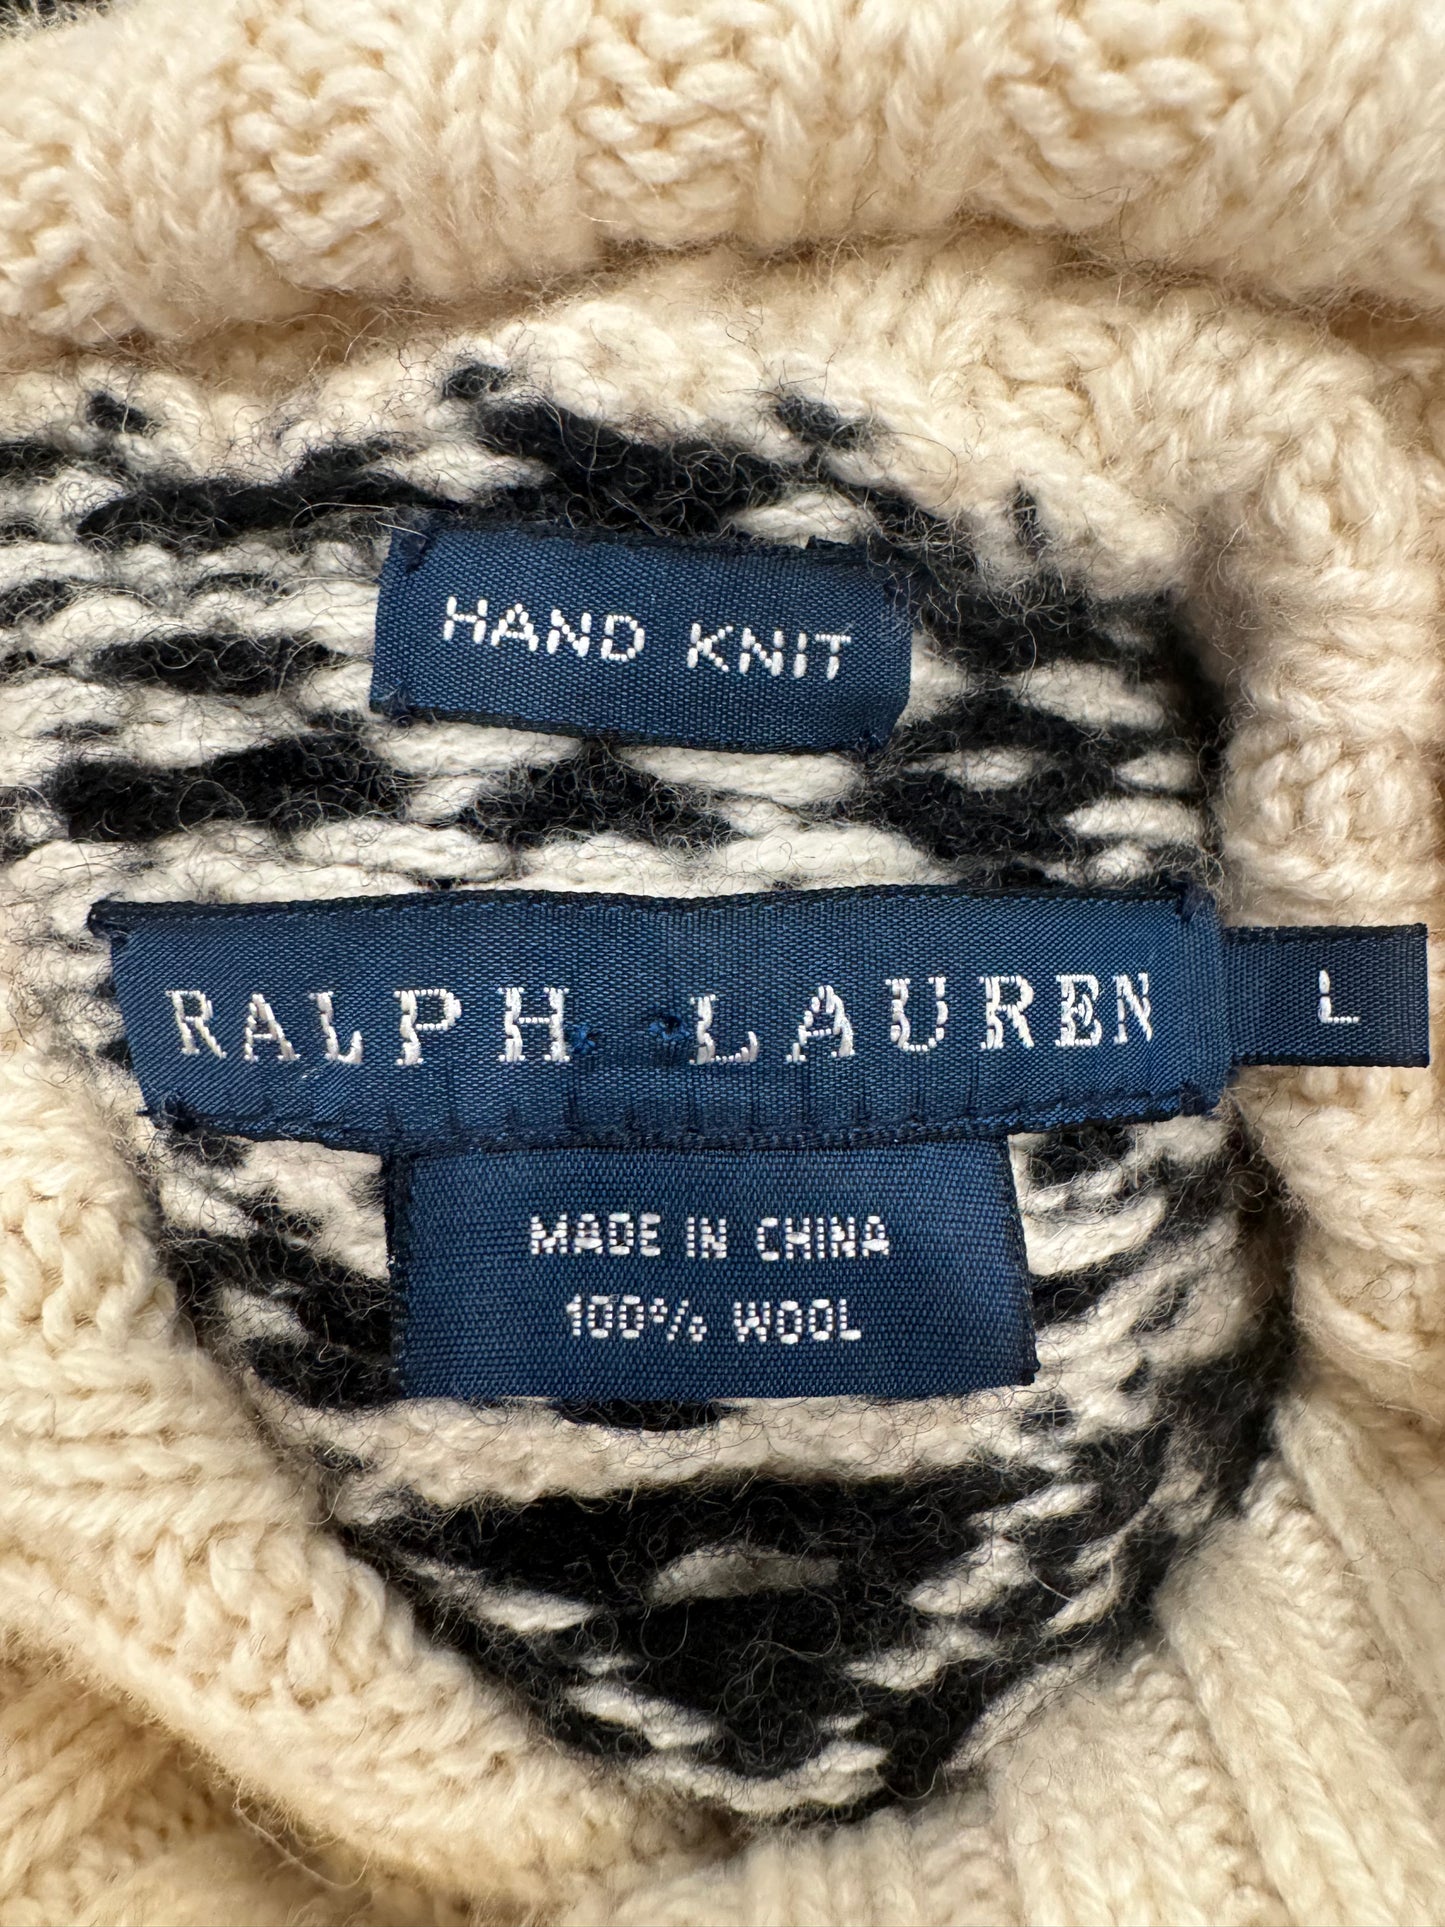 HAND KNIT
RALPH LAUREN
L
MADE IN CHINA
100% WOOL